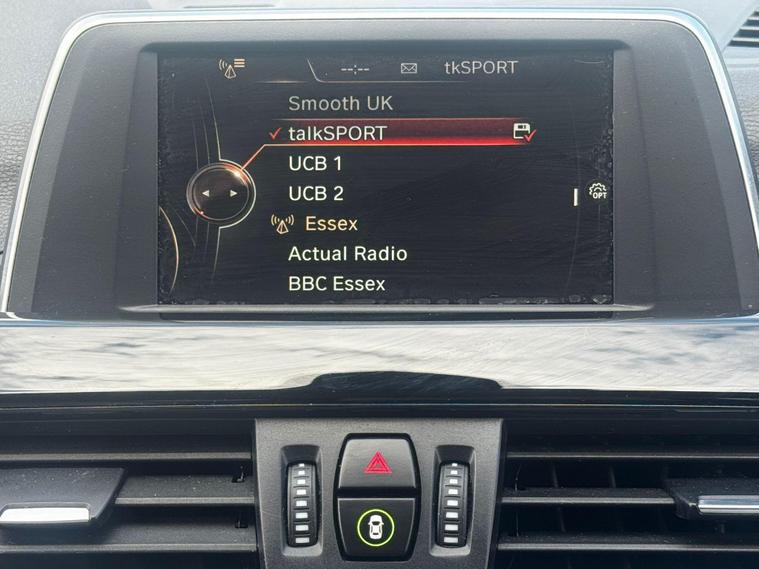 --:-- tkSPORT
Smooth UK
talkSPORT
UCB 1
UCB 2
OPT
Essex
Actual Radio
BBC Essex